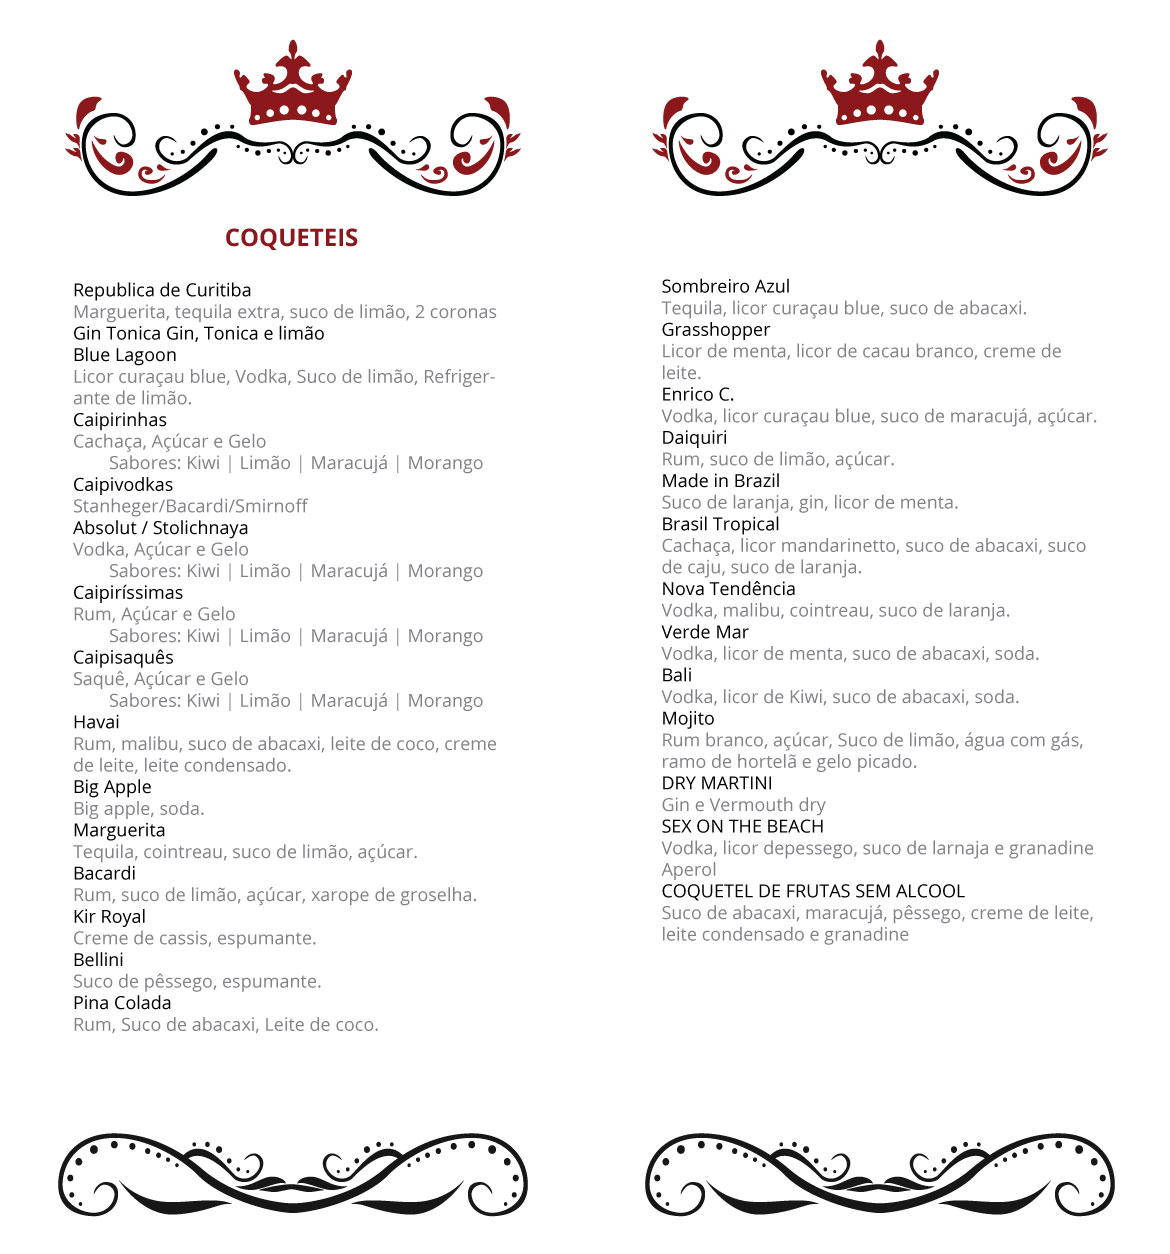 COQUETEIS
Republica de Curitiba
Marguerita, tequila extra, suco de limão, 2 coronas
Gin Tonica Gin, Tonica e limão
Blue Lagoon
Licor curaçau blue, Vodka, Suco de limão, Refriger-
ante de limão.
Caipirinhas
Cachaça, Açúcar e Gelo
Sabores: Kiwi | Limão | Maracujá | Morango
Caipivodkas
Stanheger/Bacardi/Smirnoff
Absolut / Stolichnaya
Vodka, Açúcar e Gelo
Sabores: Kiwi | Limão | Maracujá | Morango
Caipiríssimas
Rum, Açúcar e Gelo
Sabores: Kiwi | Limão | Maracujá | Morango
Caipisaquês
Saquê, Açúcar e Gelo
Sabores: Kiwi | Limão | Maracujá | Morango
Havai
Rum, malibu, suco de abacaxi, leite de coco, creme
de leite, leite condensado.
Big Apple
Big apple, soda.
Marguerita
Tequila, cointreau, suco de limão, açúcar.
Bacardi
Rum, suco de limão, açúcar, xarope de groselha.
Kir Royal
Creme de cassis, espumante.
Bellini
Suco de pêssego, espumante.
Pina Colada
Rum, Suco de abacaxi, Leite de coco.
Sombreiro Azul
Tequila, licor curaçau blue, suco de abacaxi.
Grasshopper
Licor de menta, licor de cacau branco, creme de
leite.
Enrico C.
Vodka, licor curaçau blue, suco de maracujá, açúcar.
Daiquiri
Rum, suco de limão, açúcar.
Made in Brazil
Suco de laranja, gin, licor de menta.
Brasil Tropical
Cachaça, licor mandarinetto, suco de abacaxi, suco
de caju, suco de laranja.
Nova Tendência
Vodka, malibu, cointreau, suco de laranja.
Verde Mar
Vodka, licor de menta, suco de abacaxi, soda.
Bali
Vodka, licor de Kiwi, suco de abacaxi, soda.
Mojito
Rum branco, açúcar, Suco de limão, água com gás,
ramo de hortelã e gelo picado.
DRY MARTINI
Gin e Vermouth dry
SEX ON THE BEACH
Vodka, licor depessego, suco de larnaja e granadine
Aperol
COQUETEL DE FRUTAS SEM ALCOOL
Suco de abacaxi, maracujá, pêssego, creme de leite,
leite condensado e granadine